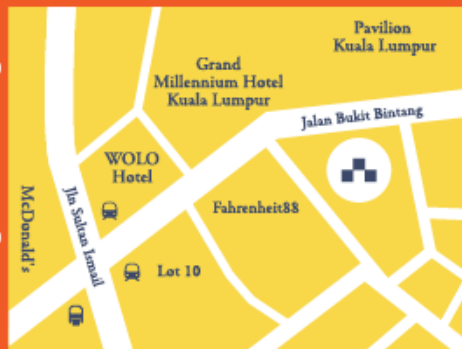 Pavilion
Kuala Lumpur
Grand
Millennium Hotel
Kuala Lumpur
Jalan Bukit Bintang
WOLO
Hotel
McDonald's
Jln Sultan Ismail
Fahrenheit88
Lot 10